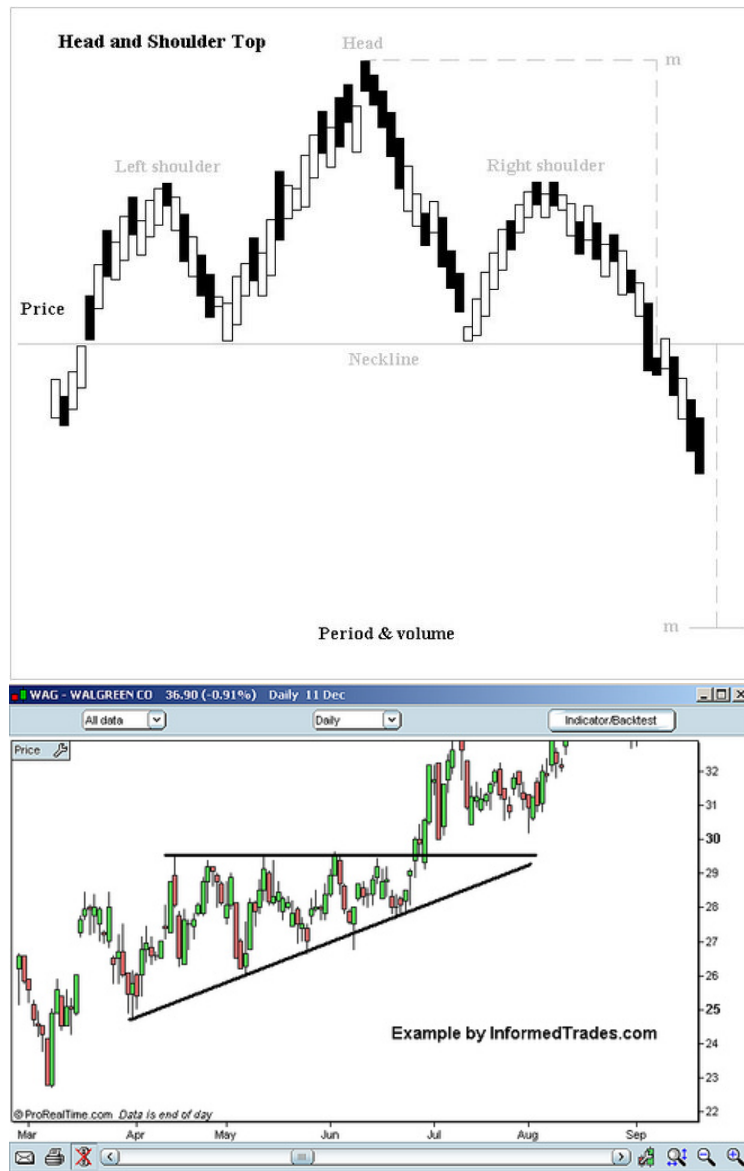 Head and Shoulder Top
Head
m
Left shoulder
Right shoulder
Price
Neckline
Period & volume
m
WAG - WALGREEN CO 36.90 (-0.91%) Daily 11 Dec
All data
Daily
Indicator/Backtest
Price
32
31
30
29
28
27
26
25
24
23
22
Example by InformedTrades.com
© ProRealTime.com Data is end of day
Mar Apr May Jun Jul Aug Sep